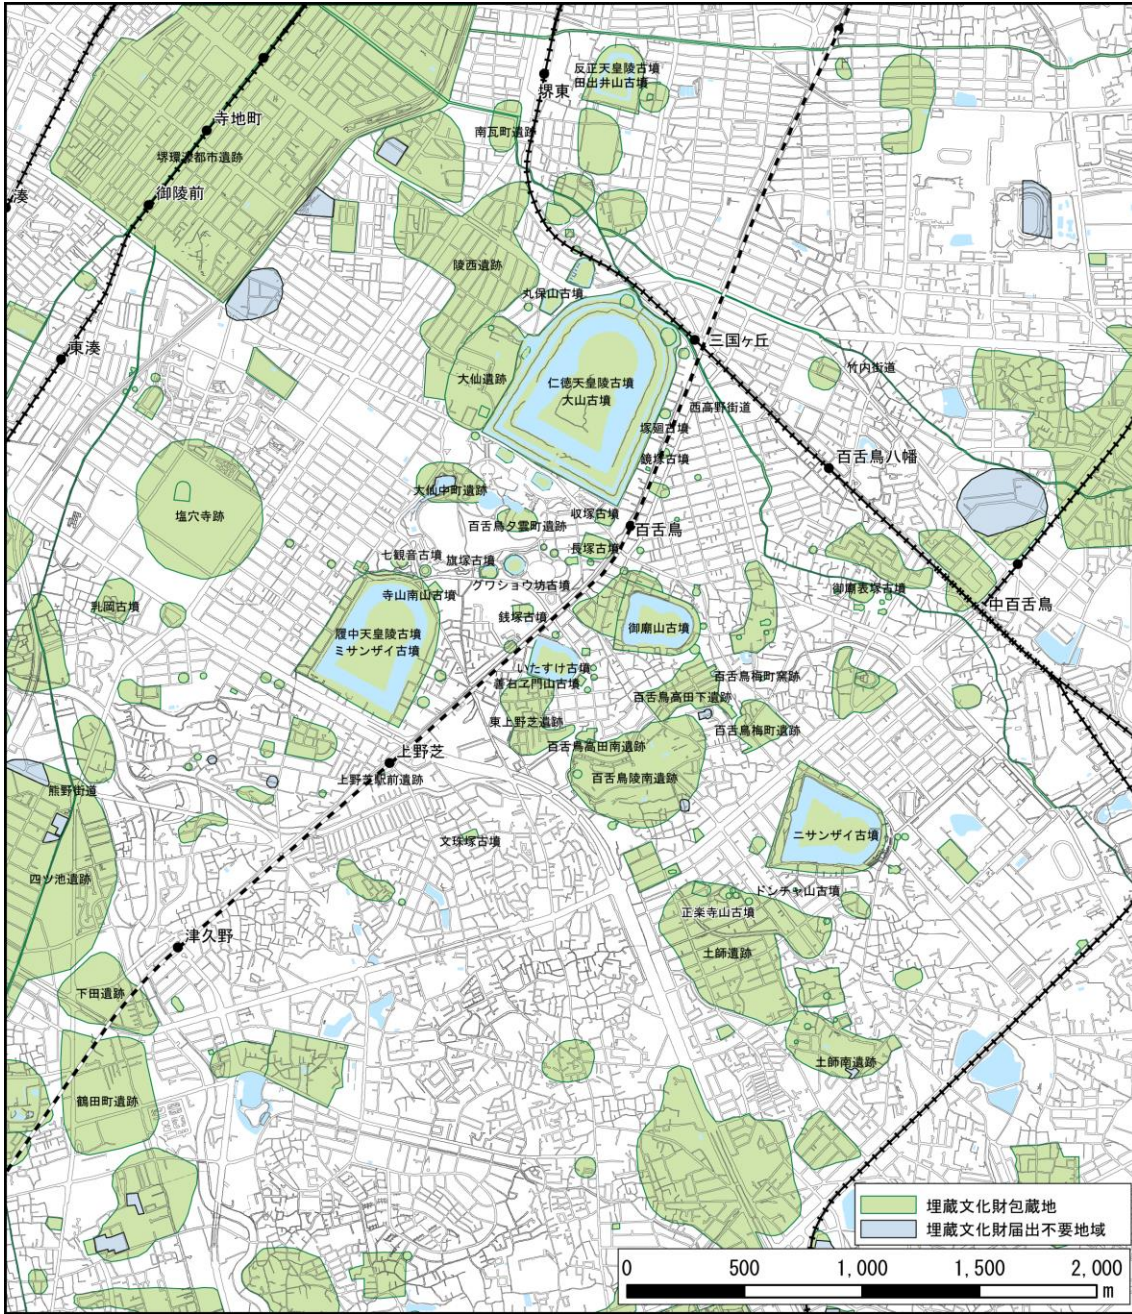 反正天皇陵古墳
田出井山古墳
堺東
寺地町
南瓦町遺跡
堺環濠都市遺跡
湊
御陵前
陵西遺跡
丸保山古墳
三国ヶ丘
東湊
竹内街道
大仙遺跡
仁徳天皇陵古墳
大山古墳
西高野街道
塚廻古墳
鏡塚古墳
百舌鳥八幡
大仙中町遺跡
塩穴寺跡
収塚古墳
百舌鳥夕雲町遺跡
百舌鳥
長塚古墳
七観音古墳
旗塚古墳
グワショウ坊古墳
御廟表塚古墳
寺山南山古墳
乳岡古墳
中百舌鳥
銭塚古墳
御廟山古墳
履中天皇陵古墳
ミサンザイ古墳
いたすけ古墳
善右ヱ門山古墳
百舌鳥梅町窯跡
百舌鳥高田下遺跡
東上野芝遺跡
百舌鳥梅町遺跡
百舌鳥高田南遺跡
上野芝
上野芝駅前遺跡
百舌鳥陵南遺跡
熊野街道
ニサンザイ古墳
文珠塚古墳
四ツ池遺跡
ドンチャ山古墳
正楽寺山古墳
津久野
土師遺跡
下田遺跡
土師南遺跡
鶴田町遺跡
埋蔵文化財包蔵地
埋蔵文化財届出不要地域
0 500 1,000 1,500 2,000
m